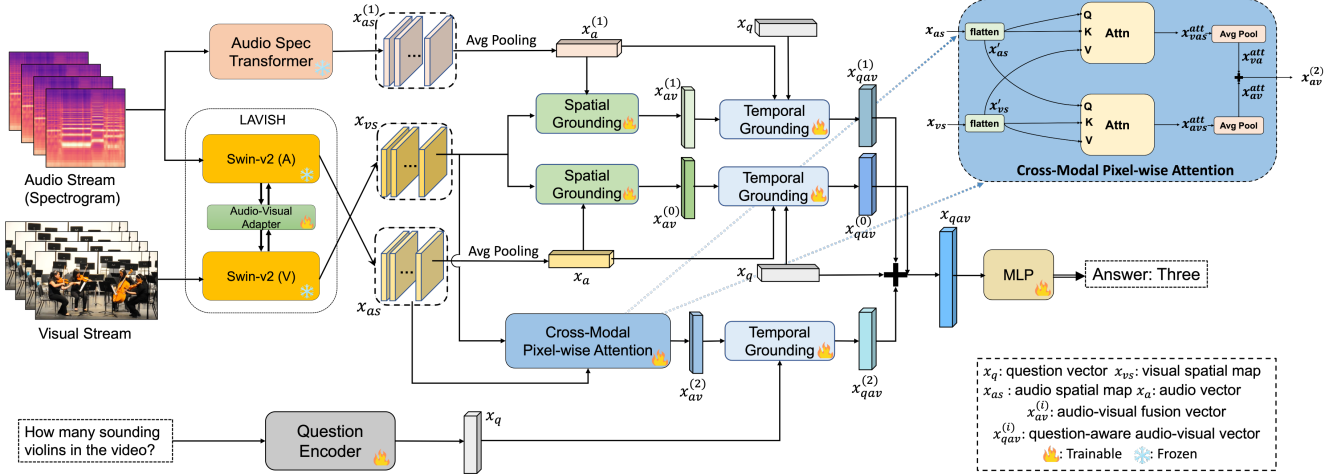 Audio Stream
(Spectrogram)
Visual Stream
How many sounding
violins in the video?
Audio Spec
Transformer
LAVISH
Swin-v2 (A)
Audio-Visual
Adapter
Swin-v2 (V)
Question
Encoder
x_q
x_as^(1)
Avg Pooling
x_a^(1)
x_q
x_vs
x_as
Avg Pooling
x_a
Spatial
Grounding
x_av^(1)
Temporal
Grounding
x_qav^(1)
Spatial
Grounding
x_av^(0)
Temporal
Grounding
x_qav^(0)
x_q
Cross-Modal
Pixel-wise Attention
x_av^(2)
Temporal
Grounding
x_qav^(2)
x_qav
MLP
Answer: Three
x_as
flatten
x'_as
Q
K
V
Attn
x_vas^att
Avg Pool
x_va^att
x_av^(2)
x_av^att
x_vs
flatten
x'_vs
Q
K
V
Attn
x_avs^att
Avg Pool
Cross-Modal Pixel-wise Attention
x_q: question vector x_vs: visual spatial map
x_as: audio spatial map x_a: audio vector
x_av^(i): audio-visual fusion vector
x_qav^(i): question-aware audio-visual vector
: Trainable : Frozen